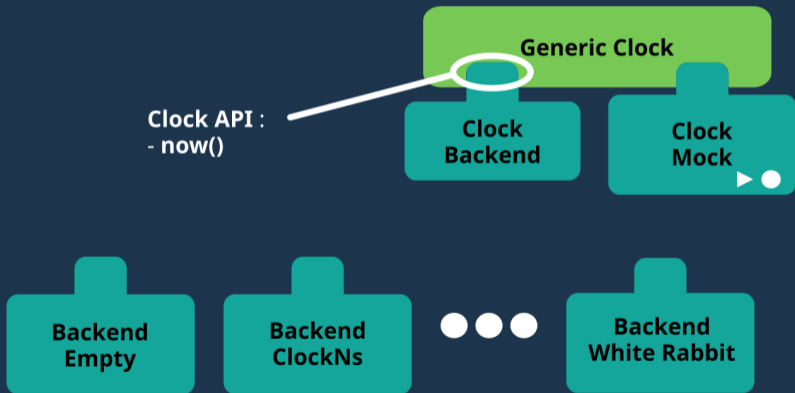 Generic Clock
Clock API :
- now()
Clock
Backend
Clock
Mock
Backend
Empty
Backend
ClockNs
Backend
White Rabbit